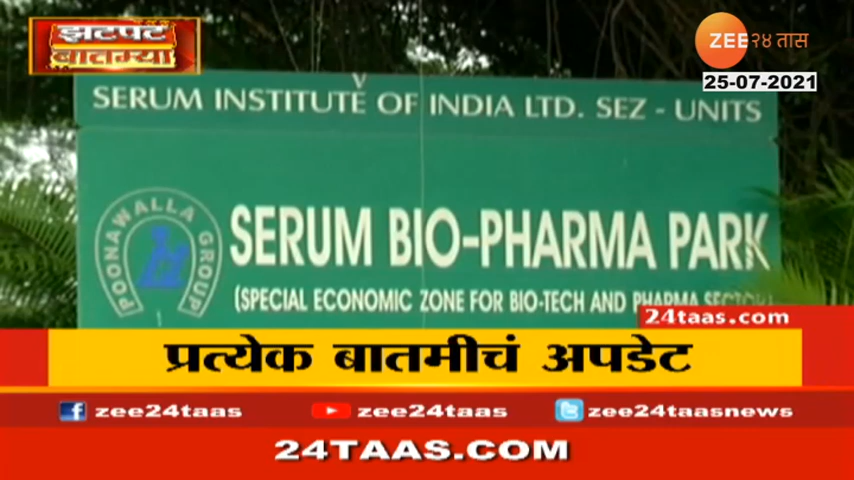 झटपट
बातम्या
ZEE २४ तास
25-07-2021
SERUM INSTITUTE OF INDIA LTD. SEZ - UNITS
POONAWALLA GROUP
SERUM BIO-PHARMA PARK
(SPECIAL ECONOMIC ZONE FOR BIO-TECH AND PHARMA SECTOR)
24taas.com
प्रत्येक बातमीचं अपडेट
zee24taas
zee24taas
zee24taasnews
24TAAS.COM